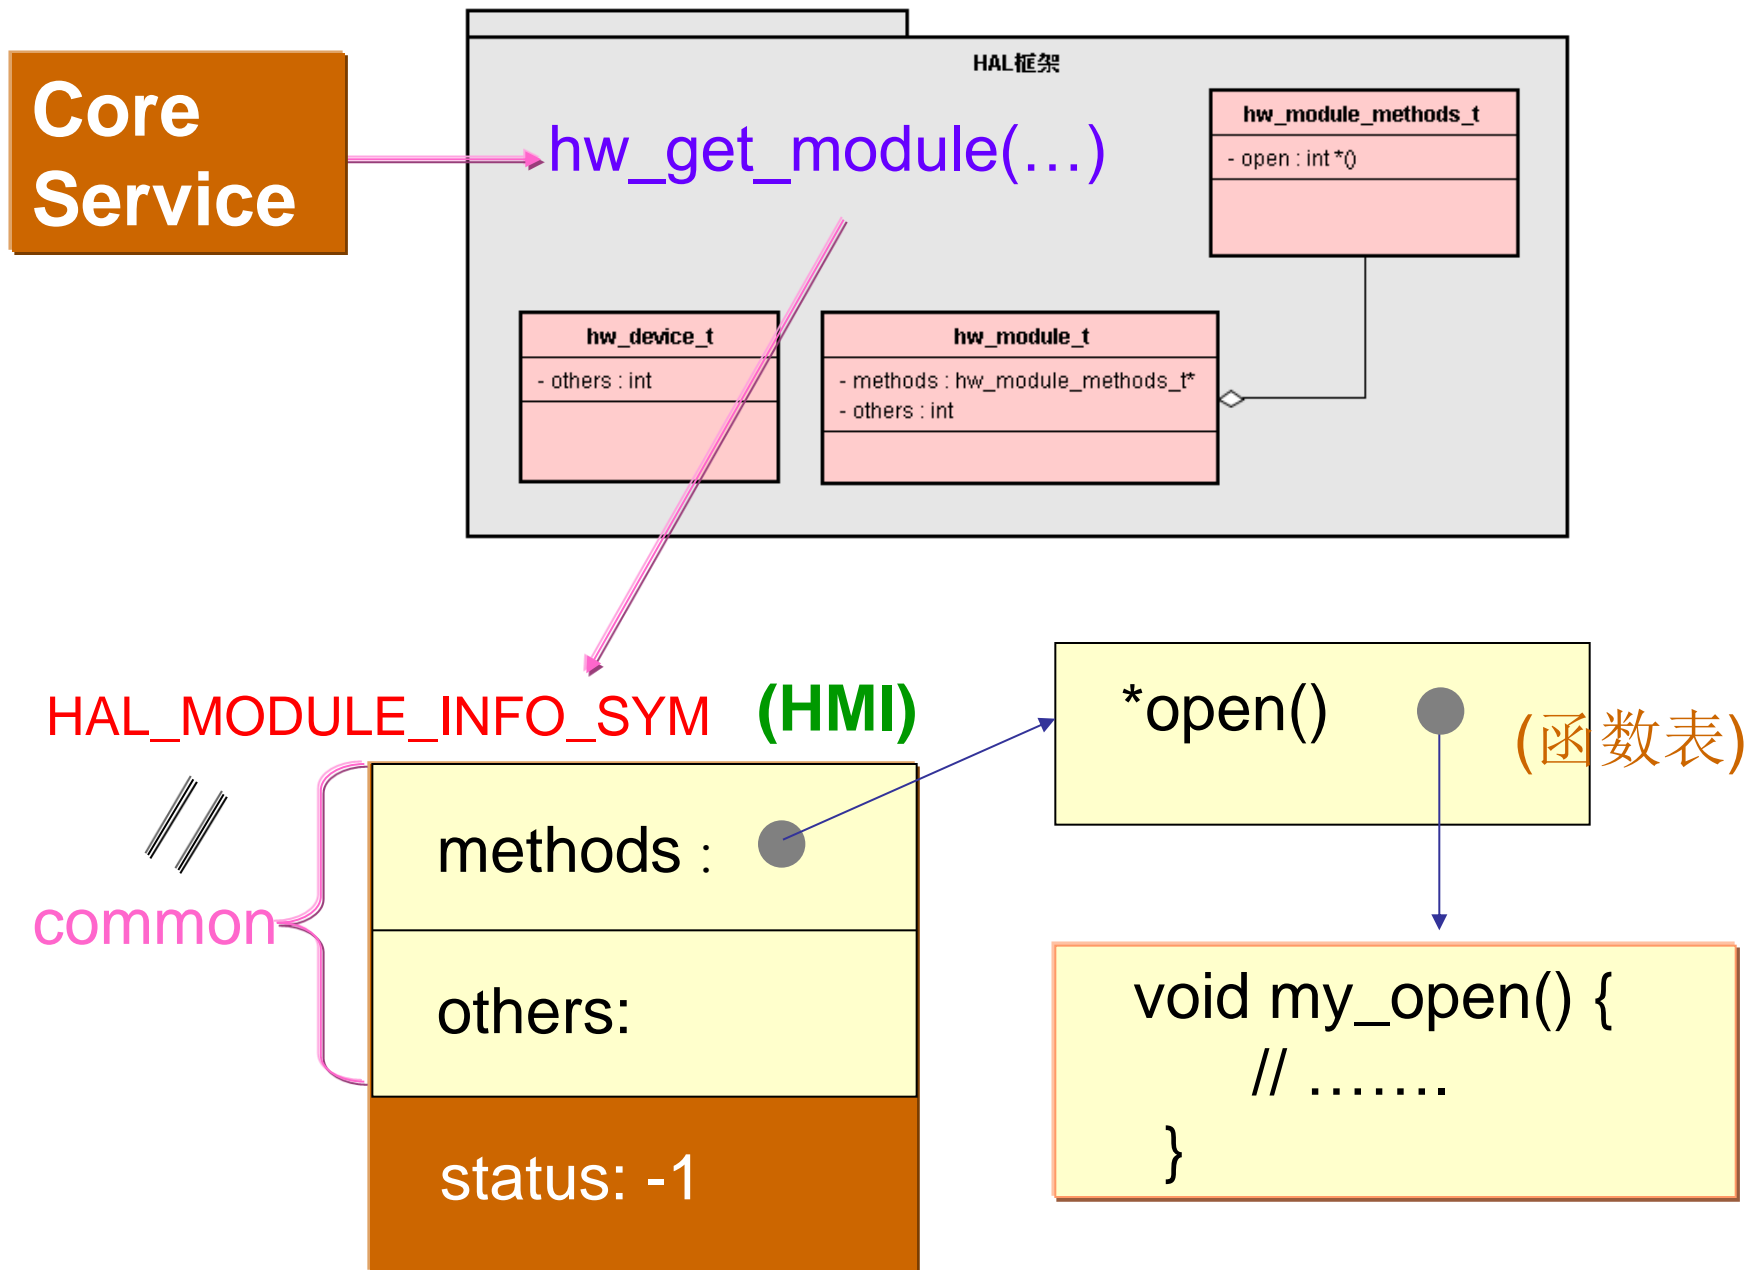 HAL框架
Core
Service
hw_get_module(…)
hw_module_methods_t
- open : int *()
hw_device_t
- others : int
hw_module_t
- methods : hw_module_methods_t*
- others : int
HAL_MODULE_INFO_SYM (HMI)
*open()
(函数表)
methods :
common
others:
status: -1
void my_open() {
// …….
}